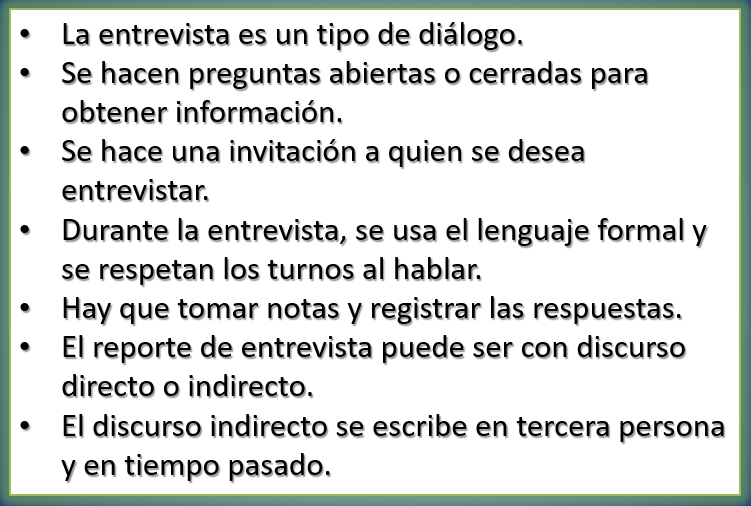 • La entrevista es un tipo de diálogo.
• Se hacen preguntas abiertas o cerradas para
obtener información.
• Se hace una invitación a quien se desea
entrevistar.
• Durante la entrevista, se usa el lenguaje formal y
se respetan los turnos al hablar.
• Hay que tomar notas y registrar las respuestas.
• El reporte de entrevista puede ser con discurso
directo o indirecto.
• El discurso indirecto se escribe en tercera persona
y en tiempo pasado.